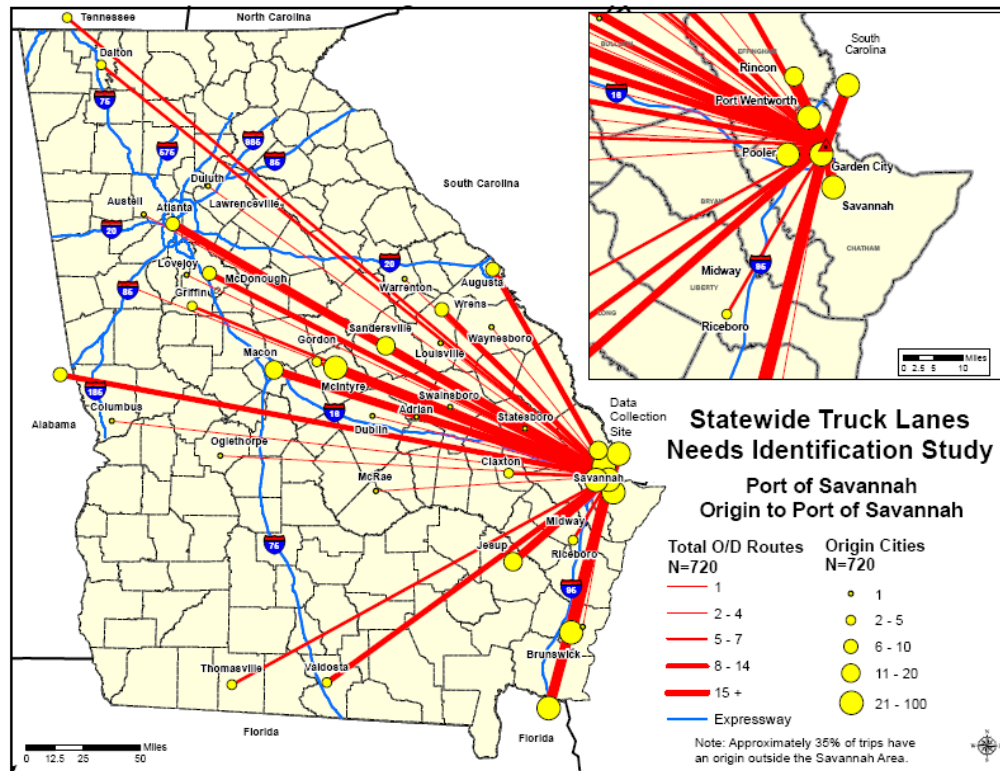 Tennessee
North Carolina
Dalton
75
575
985
85
Duluth
South Carolina
Austell
Lawrenceville
Atlanta
20
20
Lovejoy
McDonough
Augusta
Warrenton
85
Griffin
Wrens
Sandersville
Waynesboro
Gordon
Louisville
Macon
McIntyre
Swainsboro
185
Adrian
Statesboro
Data
Collection
Site
Columbus
16
Alabama
Dublin
Oglethorpe
Claxton
Savannah
McRae
Midway
75
Jesup
Riceboro
95
Brunswick
Thomasville
Valdosta
Florida
Florida
Miles
0 12.5 25 50
South
Carolina
EFFINGHAM
BULLOCH
Rincon
16
Port Wentworth
Pooler
Garden City
BRYAN
Savannah
CHATHAM
Midway
95
LIBERTY
LONG
Riceboro
Miles
0 2.5 5 10
Statewide Truck Lanes
Needs Identification Study
Port of Savannah
Origin to Port of Savannah
Total O/D Routes
N=720
1
2 - 4
5 - 7
8 - 14
15 +
Expressway
Origin Cities
N=720
1
2 - 5
6 - 10
11 - 20
21 - 100
Note: Approximately 35% of trips have
an origin outside the Savannah Area.